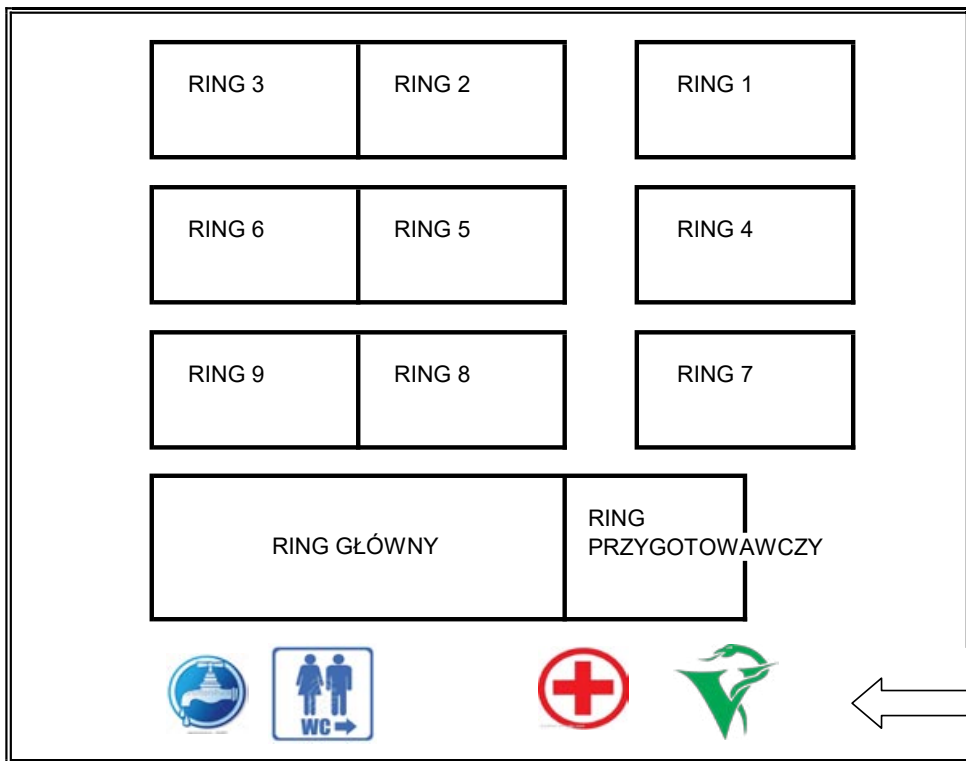 RING 3
RING 2
RING 1
RING 6
RING 5
RING 4
RING 9
RING 8
RING 7
RING GŁÓWNY
RING
PRZYGOTOWAWCZY
WC